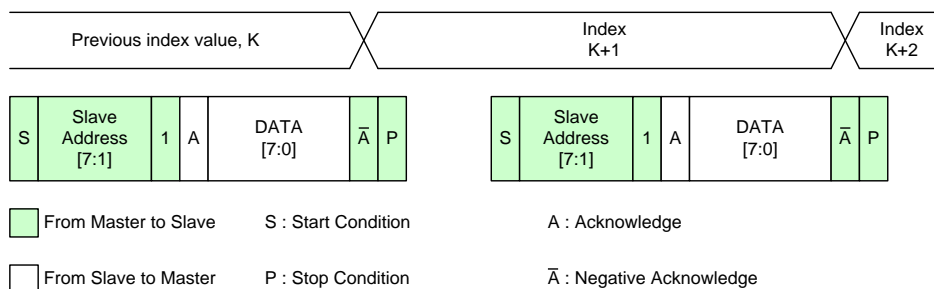 Previous index value, K
Index
K+1
Index
K+2
S
Slave
Address
[7:1]
1
A
DATA
[7:0]
A̅
P
S
Slave
Address
[7:1]
1
A
DATA
[7:0]
A̅
P
From Master to Slave
S : Start Condition
A : Acknowledge
From Slave to Master
P : Stop Condition
A̅ : Negative Acknowledge